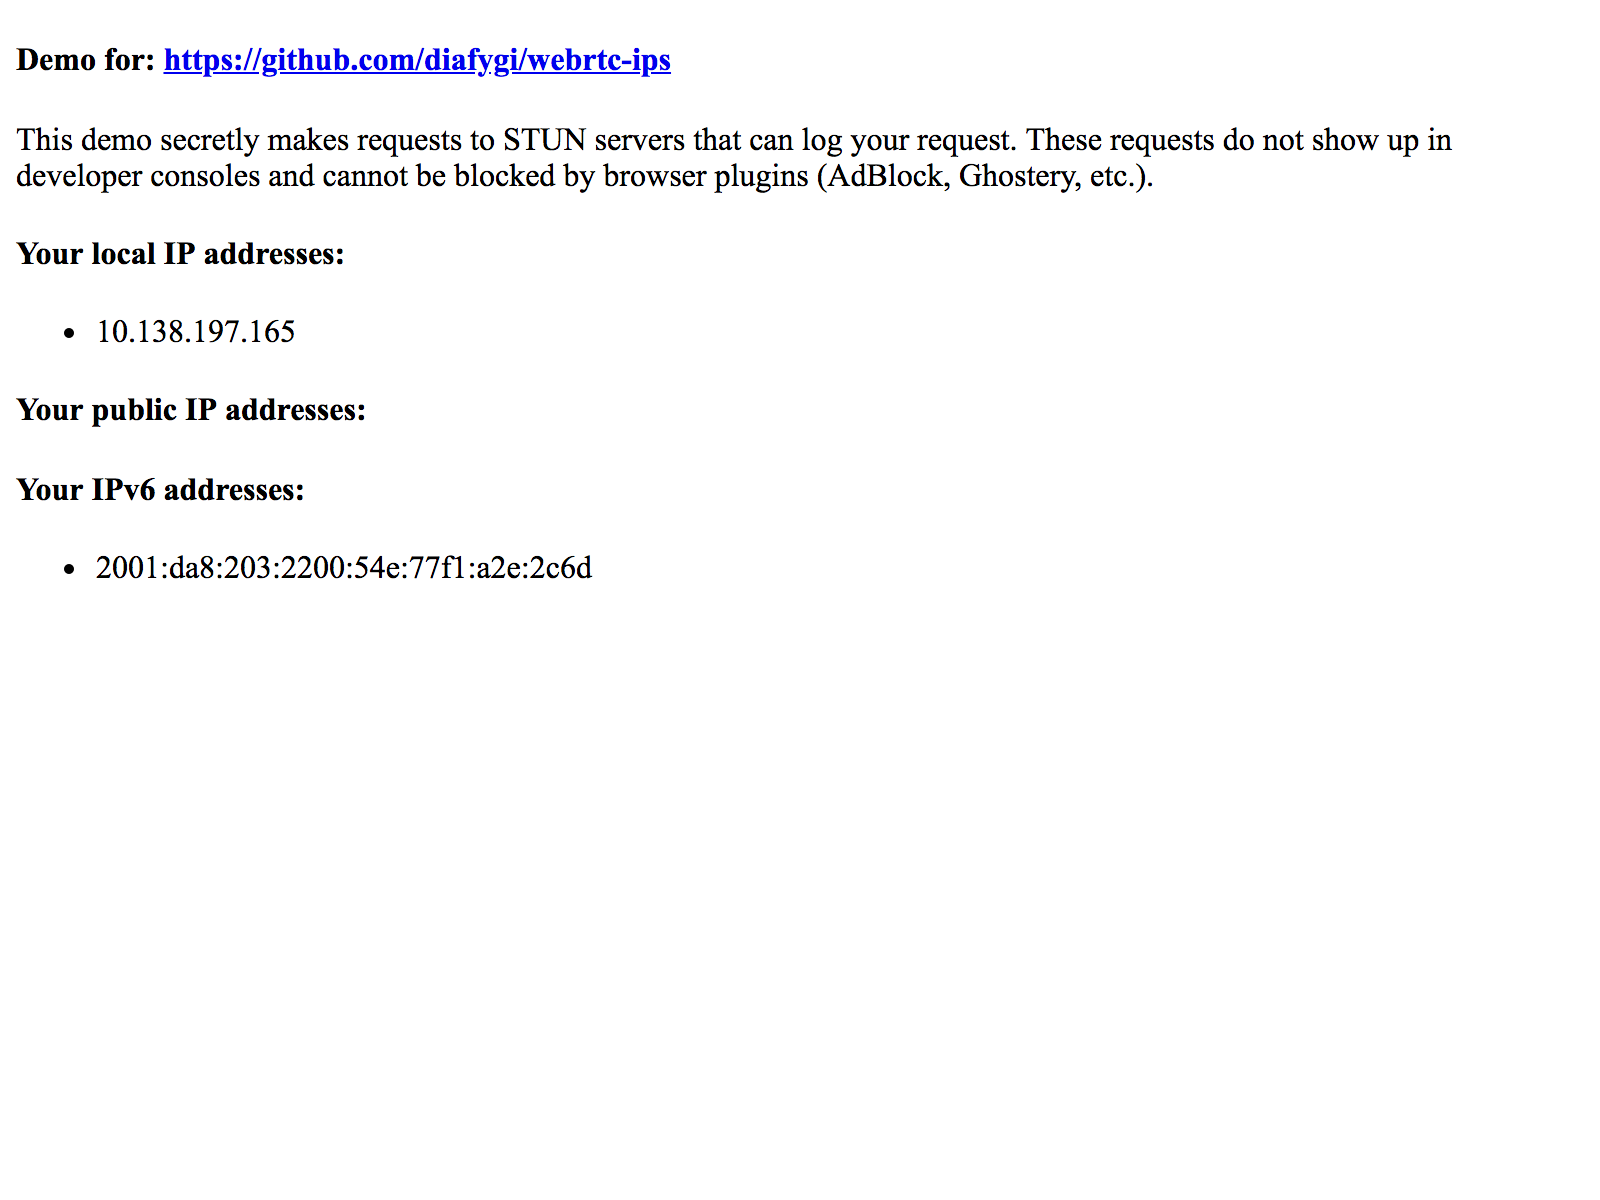 Demo for: https://github.com/diafygi/webrtc-ips
This demo secretly makes requests to STUN servers that can log your request. These requests do not show up in
developer consoles and cannot be blocked by browser plugins (AdBlock, Ghostery, etc.).
Your local IP addresses:
• 10.138.197.165
Your public IP addresses:
Your IPv6 addresses:
• 2001:da8:203:2200:54e:77f1:a2e:2c6d